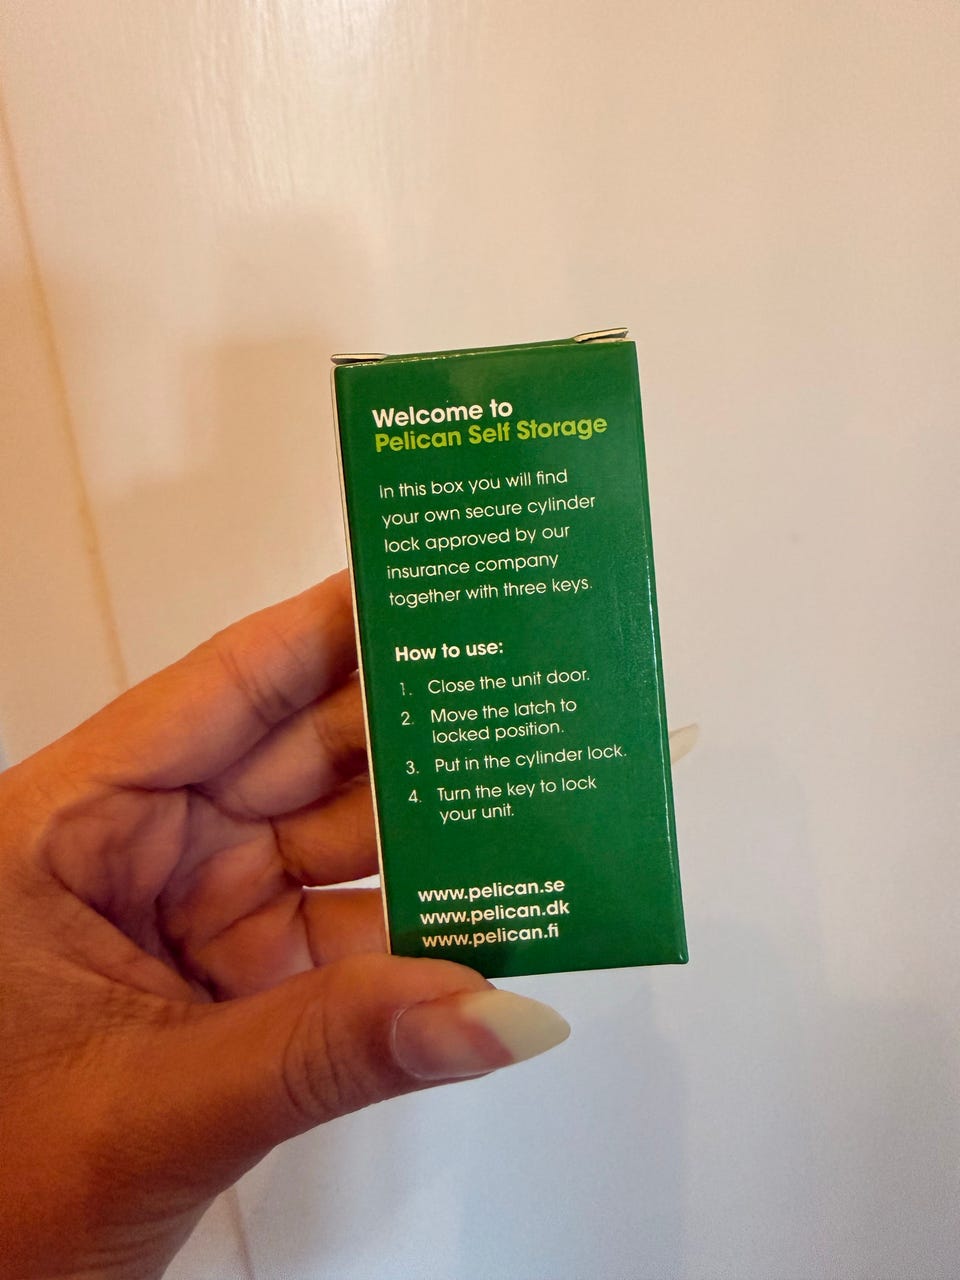 Welcome to
Pelican Self Storage
In this box you will find
your own secure cylinder
lock approved by our
insurance company
together with three keys.
How to use:
1. Close the unit door.
2. Move the latch to
locked position.
3. Put in the cylinder lock.
4. Turn the key to lock
your unit.
www.pelican.se
www.pelican.dk
www.pelican.fi